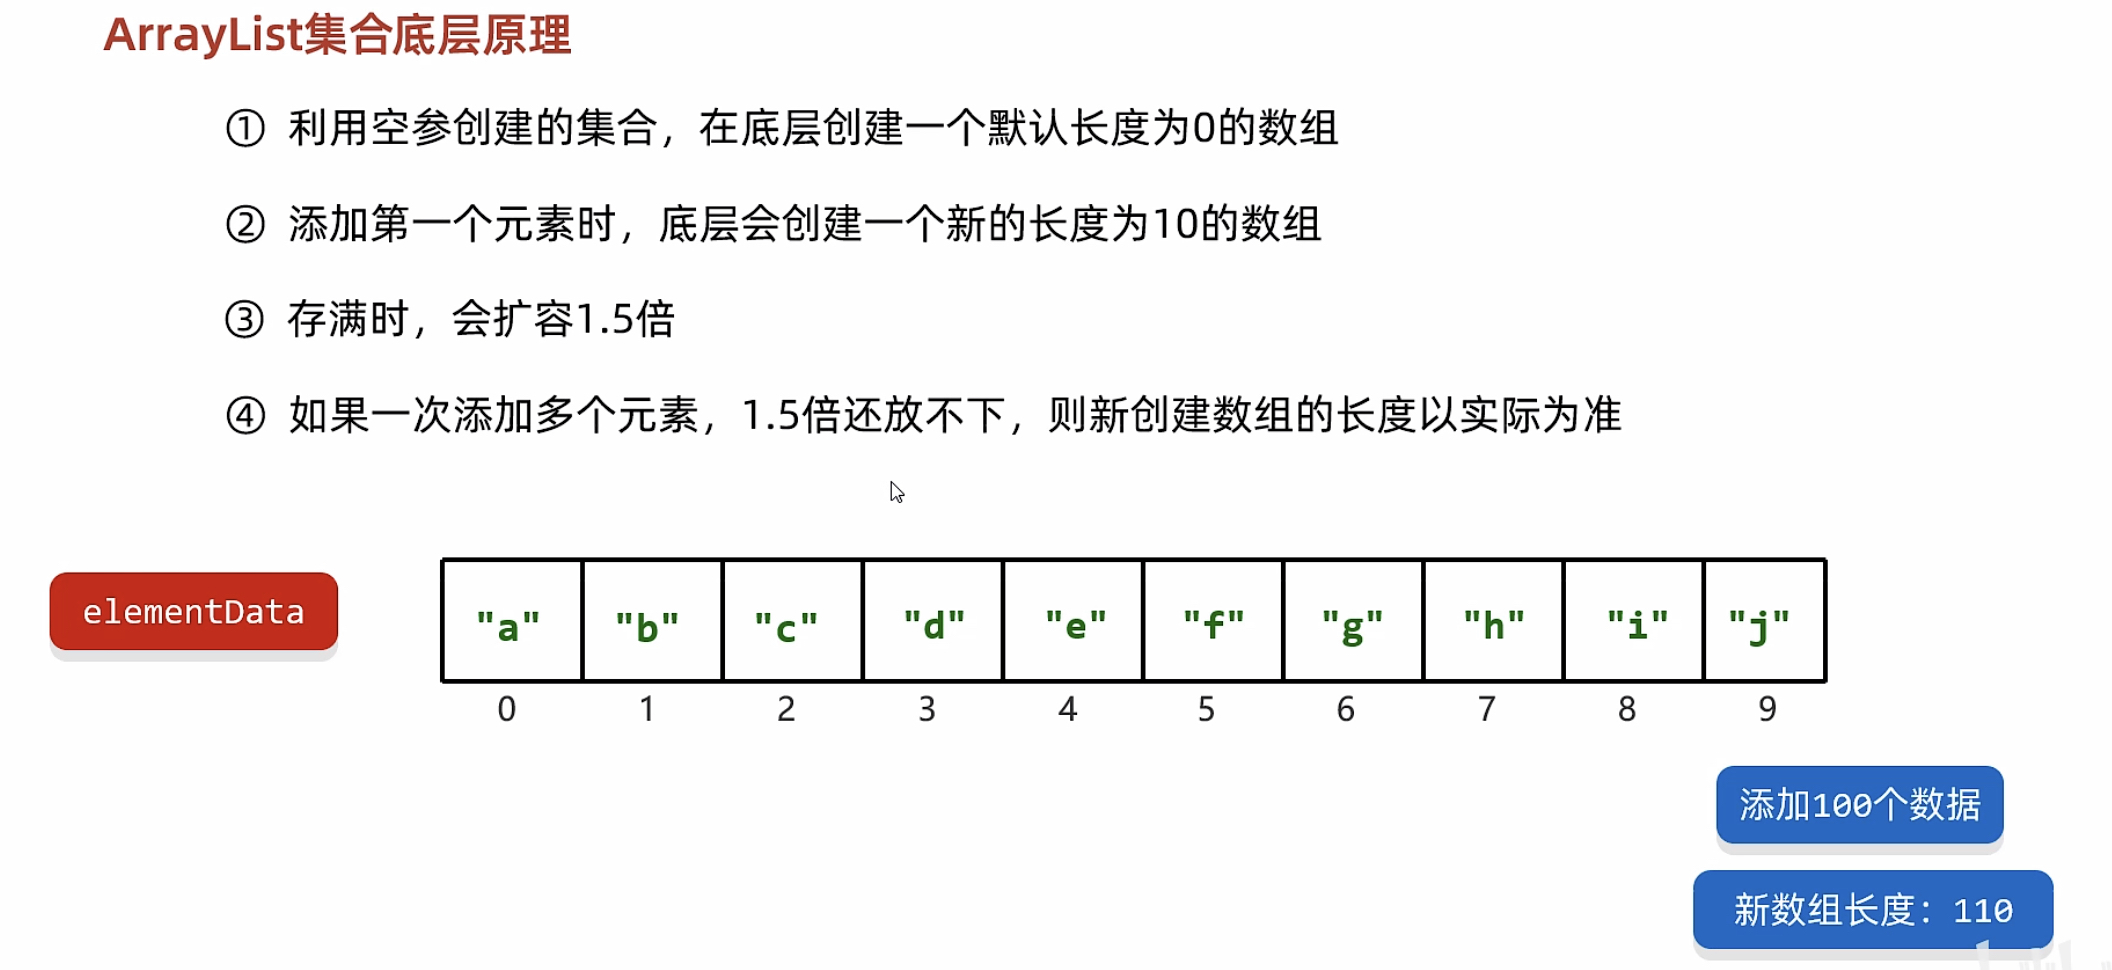 ArrayList集合底层原理
① 利用空参创建的集合，在底层创建一个默认长度为0的数组
② 添加第一个元素时，底层会创建一个新的长度为10的数组
③ 存满时，会扩容1.5倍
④ 如果一次添加多个元素，1.5倍还放不下，则新创建数组的长度以实际为准
elementData
"a" "b" "c" "d" "e" "f" "g" "h" "i" "j"
0 1 2 3 4 5 6 7 8 9
添加100个数据
新数组长度：110